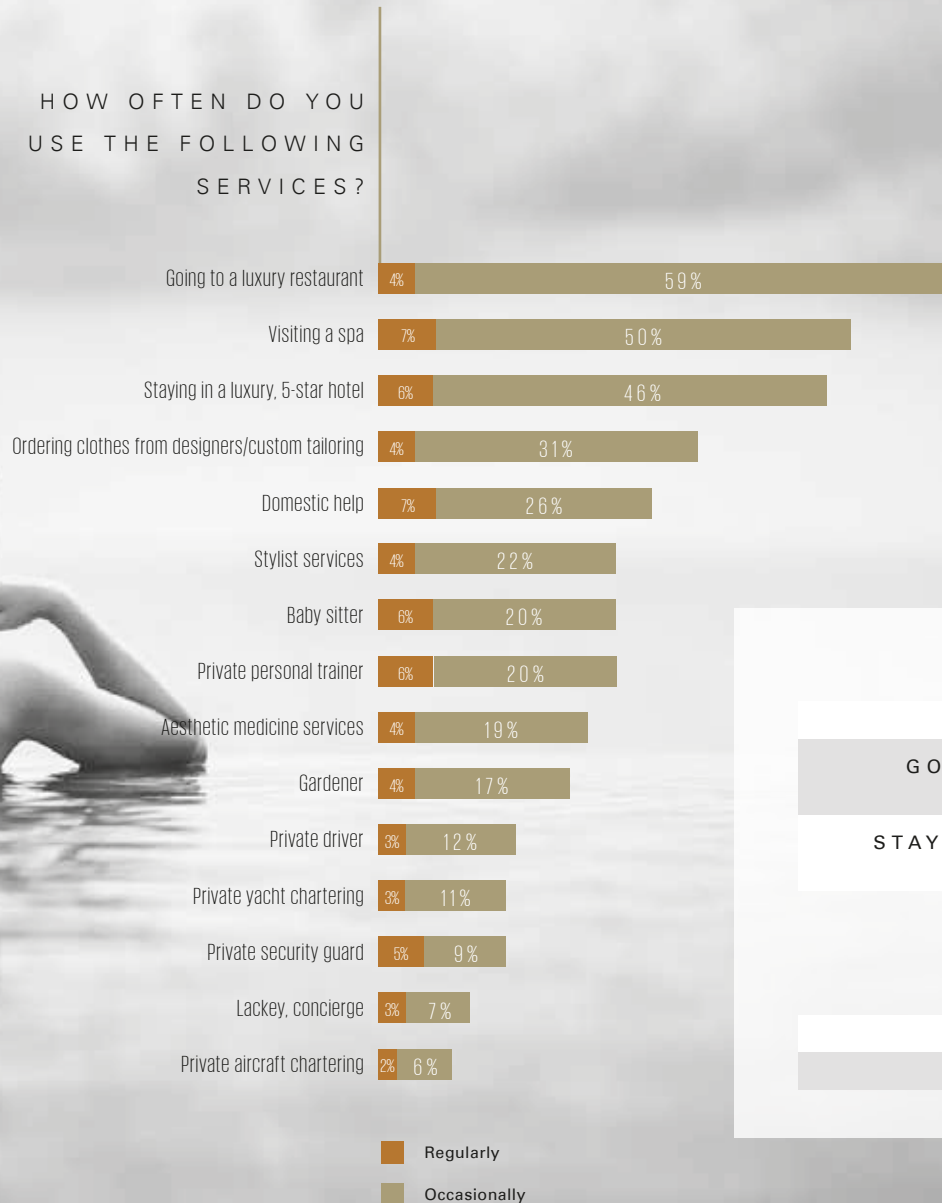 HOW OFTEN DO YOU
USE THE FOLLOWING
SERVICES?
Going to a luxury restaurant 4% 59%
Visiting a spa 7% 50%
Staying in a luxury, 5-star hotel 6% 46%
Ordering clothes from designers/custom tailoring 4% 31%
Domestic help 7% 26%
Stylist services 4% 22%
Baby sitter 6% 20%
Private personal trainer 6% 20%
Aesthetic medicine services 4% 19%
Gardener 4% 17%
GO
Private driver 3% 12%
STAY
Private yacht chartering 3% 11%
Private security guard 5% 9%
Lackey, concierge 3% 7%
Private aircraft chartering 2% 6%
Regularly
Occasionally